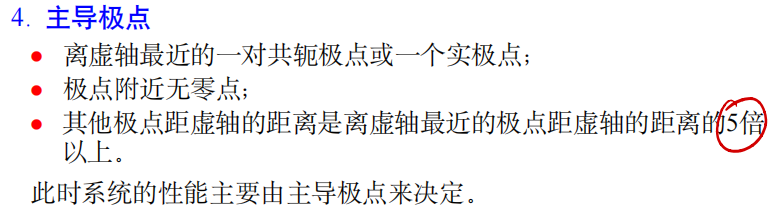 4. 主导极点
● 离虚轴最近的一对共轭极点或一个实极点；
● 极点附近无零点；
● 其他极点距虚轴的距离是离虚轴最近的极点距虚轴的距离的5倍
以上。
此时系统的性能主要由主导极点来决定。